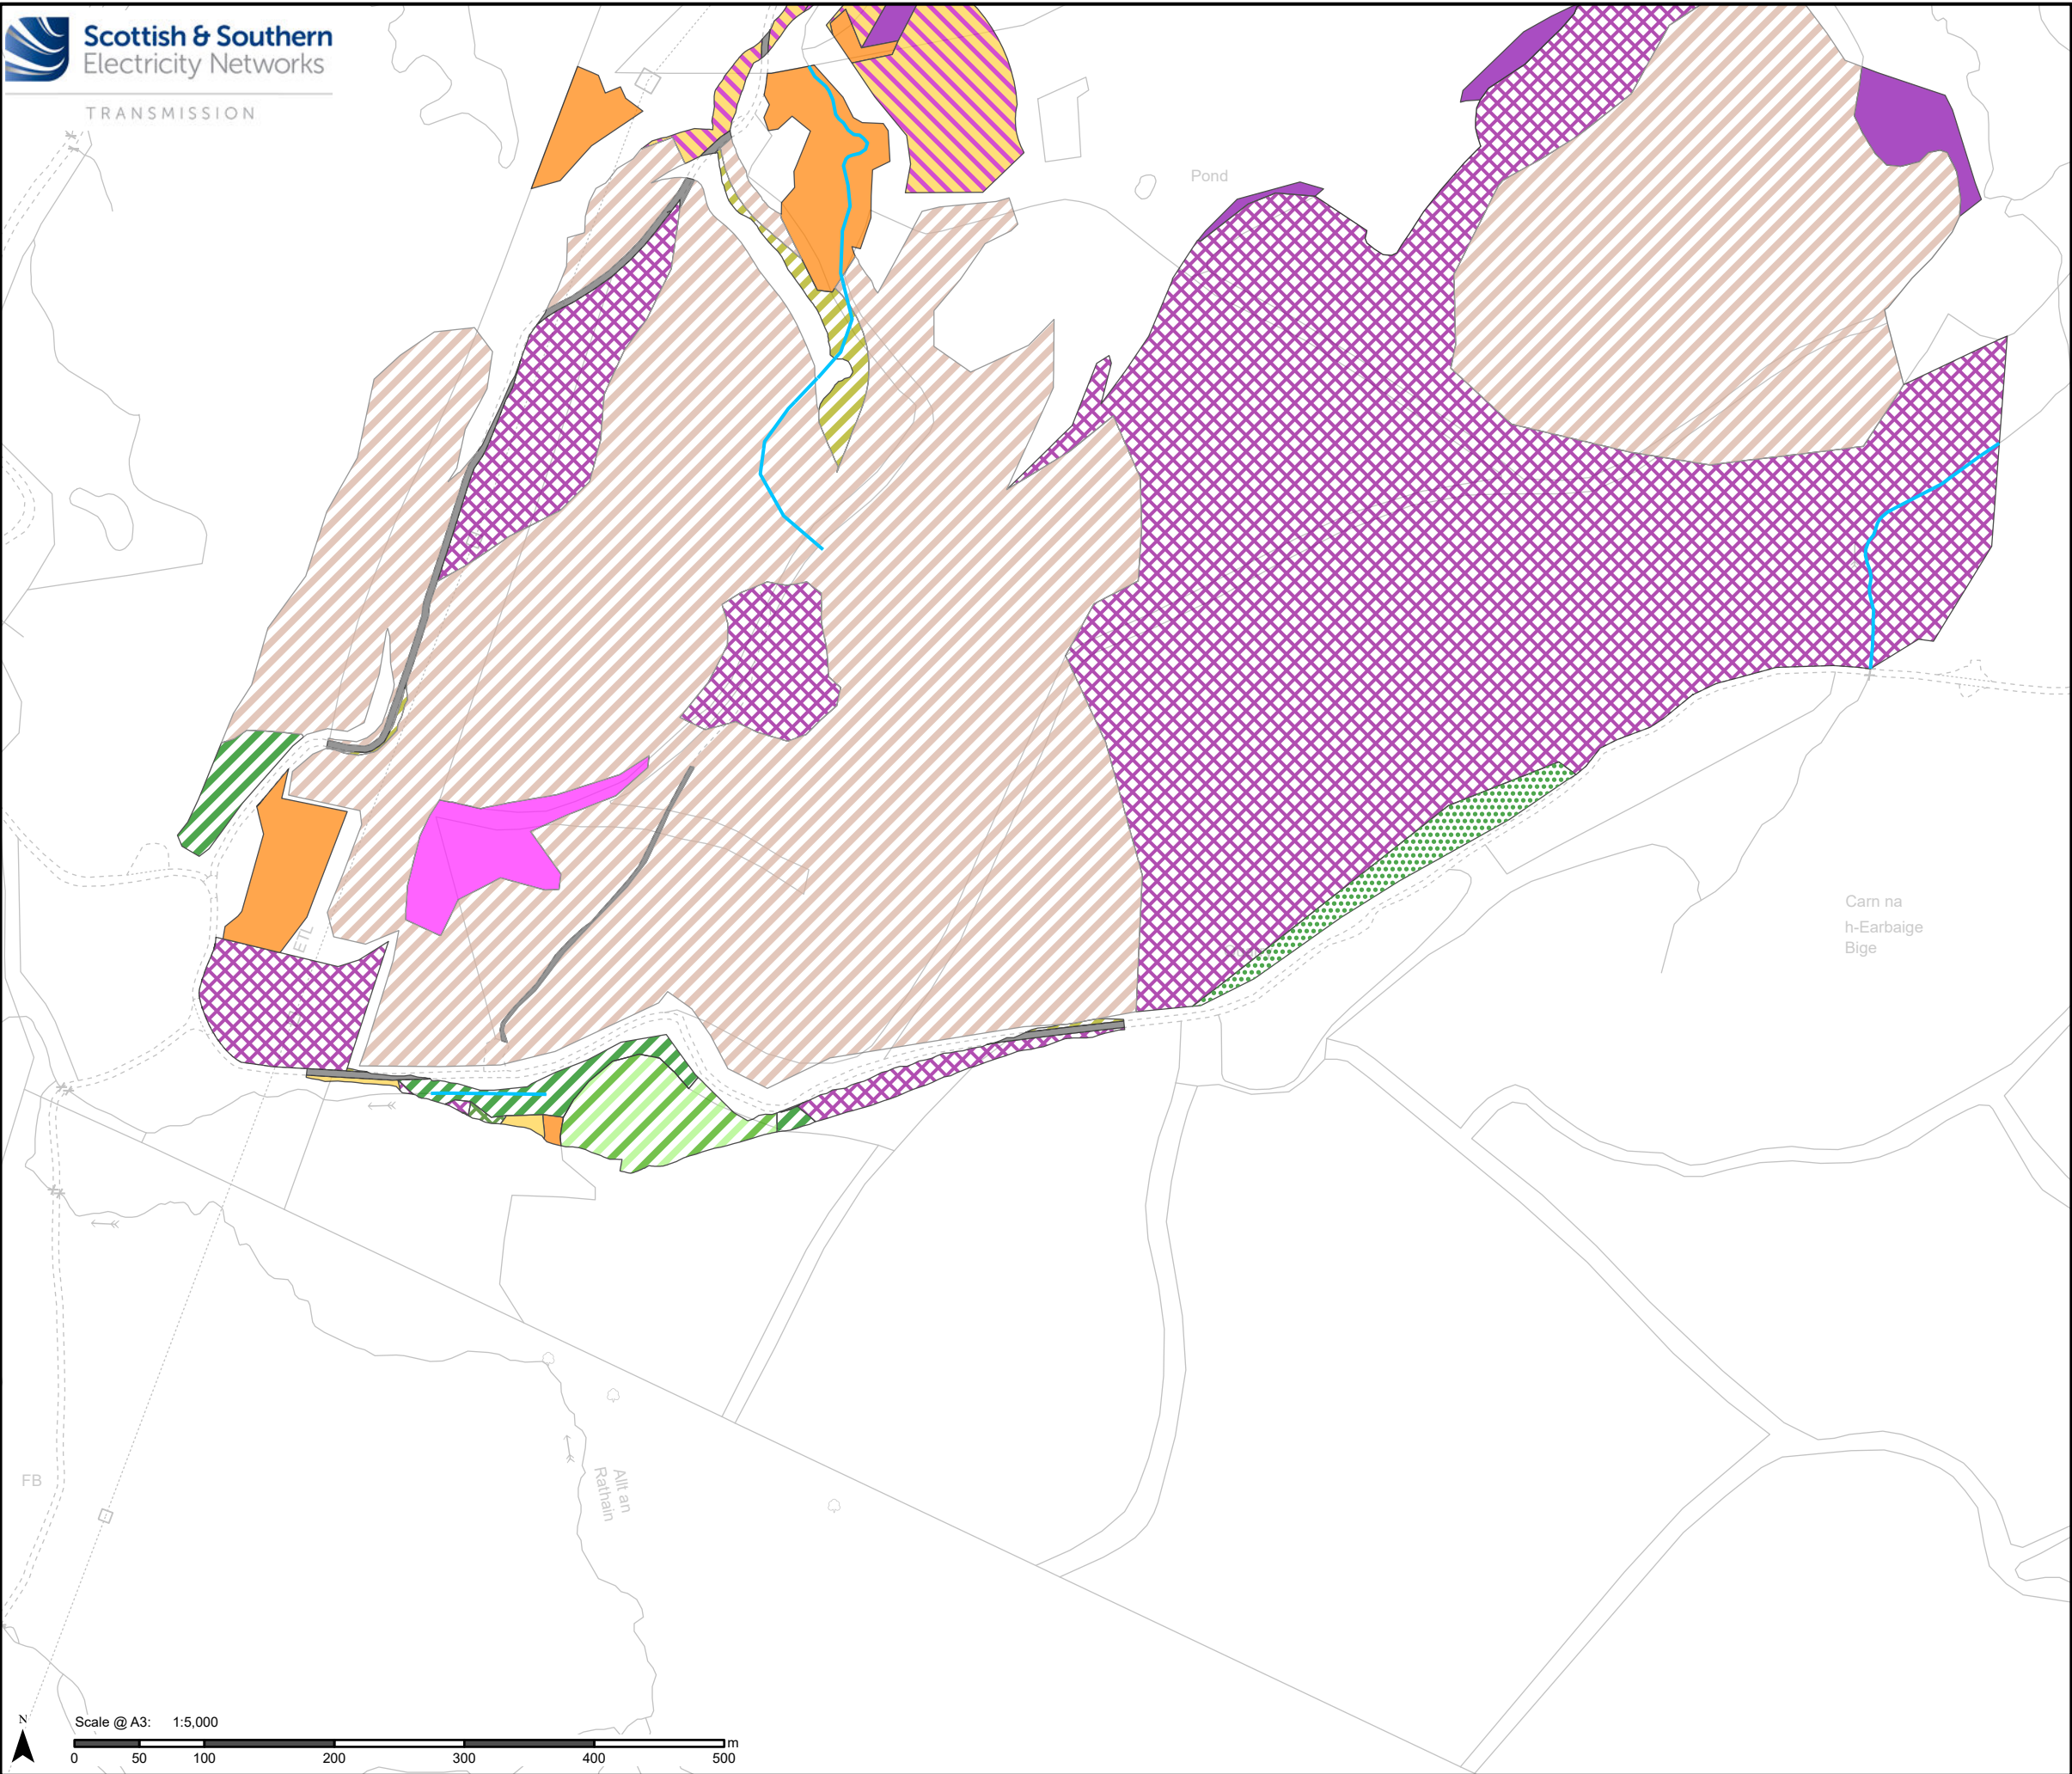 Scottish & Southern
Electricity Networks
TRANSMISSION
Pond
ETL
Carn na
h-Earbaige
Bige
FB
Allt an
Rathain
N
Scale @ A3: 1:5,000
0 50 100 200 300 400 500 m